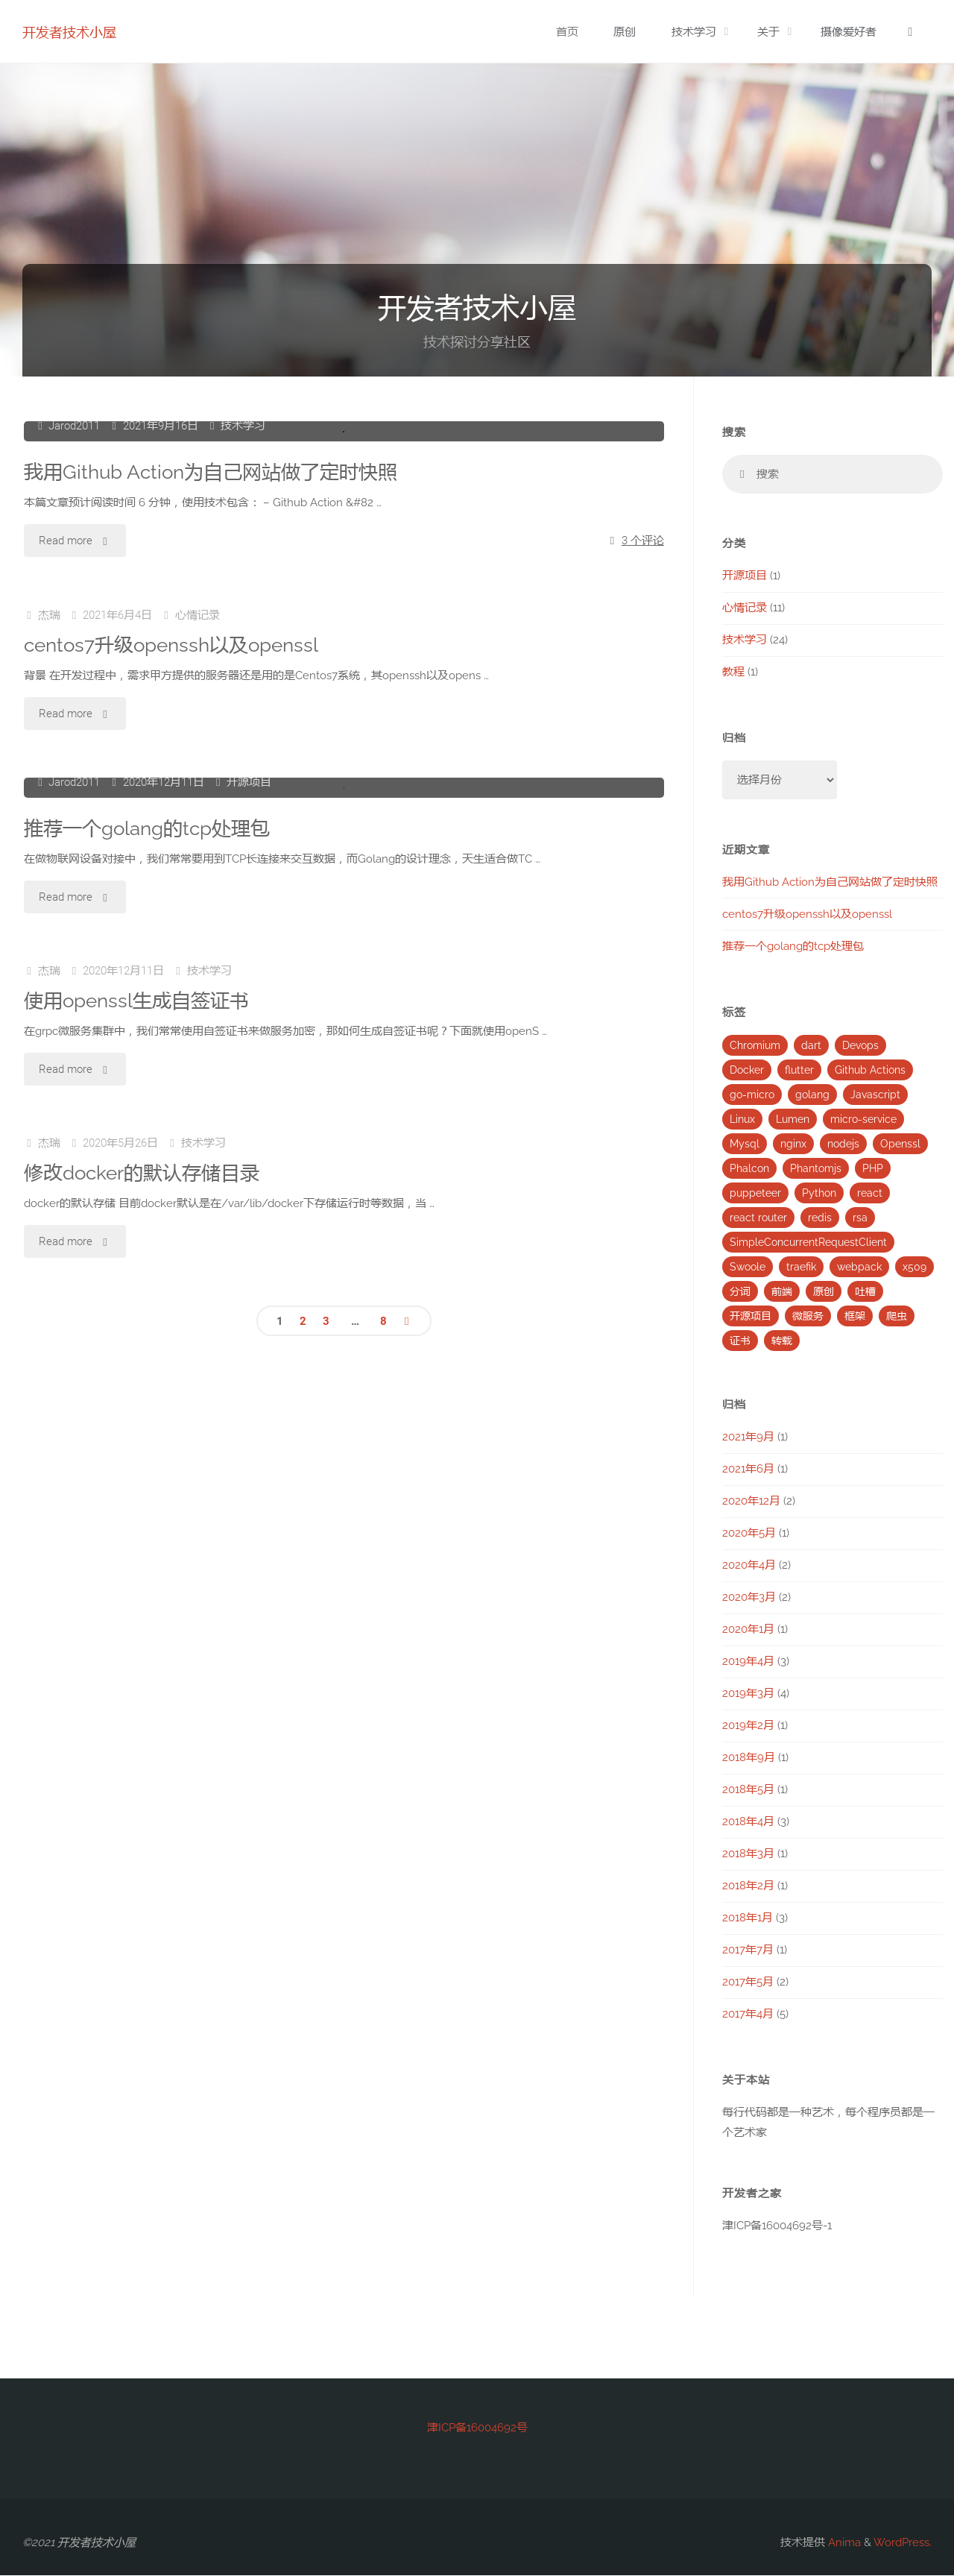 开发者技术小屋
首页 原创 技术学习 关于 摄像爱好者
开发者技术小屋
技术探讨分享社区
Jarod2011 2021年9月16日 技术学习
我用Github Action为自己网站做了定时快照
本篇文章预计阅读时间 6 分钟，使用技术包含： – Github Action &#82 …
Read more
3 个评论
杰瑞 2021年6月4日 心情记录
centos7升级openssh以及openssl
背景 在开发过程中，需求甲方提供的服务器还是用的是Centos7系统，其openssh以及opens …
Read more
Jarod2011 2020年12月11日 开源项目
推荐一个golang的tcp处理包
在做物联网设备对接中，我们常常要用到TCP长连接来交互数据，而Golang的设计理念，天生适合做TC …
Read more
杰瑞 2020年12月11日 技术学习
使用openssl生成自签证书
在grpc微服务集群中，我们常常使用自签证书来做服务加密，那如何生成自签证书呢？下面就使用openS …
Read more
杰瑞 2020年5月26日 技术学习
修改docker的默认存储目录
docker的默认存储 目前docker默认是在/var/lib/docker下存储运行时等数据，当 …
Read more
1 2 3 … 8
搜索
搜索
分类
开源项目 (1)
心情记录 (11)
技术学习 (24)
教程 (1)
归档
选择月份
近期文章
我用Github Action为自己网站做了定时快照
centos7升级openssh以及openssl
推荐一个golang的tcp处理包
标签
Chromium dart Devops
Docker flutter Github Actions
go-micro golang Javascript
Linux Lumen micro-service
Mysql nginx nodejs Openssl
Phalcon Phantomjs PHP
puppeteer Python react
react router redis rsa
SimpleConcurrentRequestClient
Swoole traefik webpack x509
分词 前端 原创 吐槽
开源项目 微服务 框架 爬虫
证书 转载
归档
2021年9月 (1)
2021年6月 (1)
2020年12月 (2)
2020年5月 (1)
2020年4月 (2)
2020年3月 (2)
2020年1月 (1)
2019年4月 (3)
2019年3月 (4)
2019年2月 (1)
2018年9月 (1)
2018年5月 (1)
2018年4月 (3)
2018年3月 (1)
2018年2月 (1)
2018年1月 (3)
2017年7月 (1)
2017年5月 (2)
2017年4月 (5)
关于本站
每行代码都是一种艺术，每个程序员都是一
个艺术家
开发者之家
津ICP备16004692号-1
津ICP备16004692号
©2021 开发者技术小屋
技术提供 Anima & WordPress.